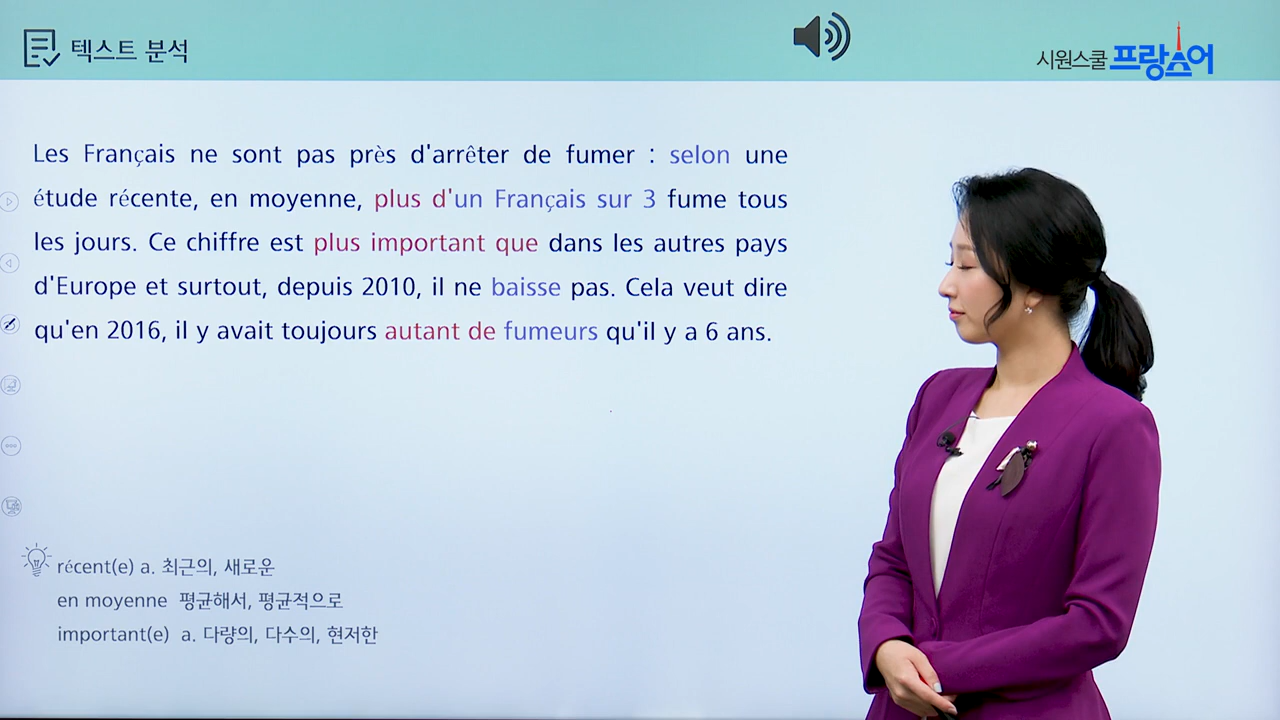 텍스트 분석
시원스쿨 프랑스어
Les Français ne sont pas près d'arrêter de fumer : selon une
étude récente, en moyenne, plus d'un Français sur 3 fume tous
les jours. Ce chiffre est plus important que dans les autres pays
d'Europe et surtout, depuis 2010, il ne baisse pas. Cela veut dire
qu'en 2016, il y avait toujours autant de fumeurs qu'il y a 6 ans.
récent(e) a. 최근의, 새로운
en moyenne 평균해서, 평균적으로
important(e) a. 다량의, 다수의, 현저한